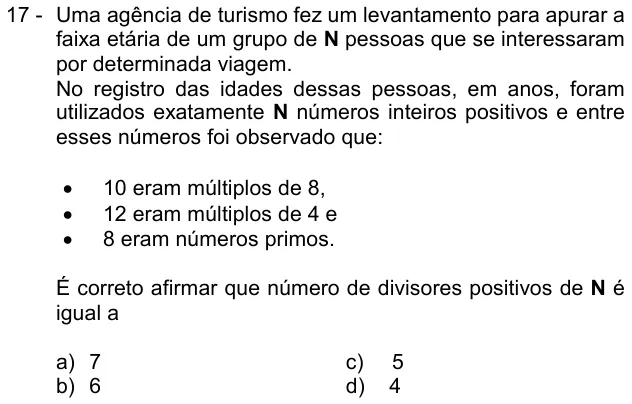 17 - Uma agência de turismo fez um levantamento para apurar a
faixa etária de um grupo de N pessoas que se interessaram
por determinada viagem.
No registro das idades dessas pessoas, em anos, foram
utilizados exatamente N números inteiros positivos e entre
esses números foi observado que:
• 10 eram múltiplos de 8,
• 12 eram múltiplos de 4 e
• 8 eram números primos.
É correto afirmar que número de divisores positivos de N é
igual a
a) 7 c) 5
b) 6 d) 4